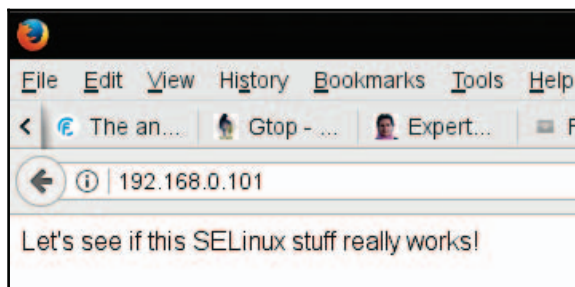 File Edit View History Bookmarks Tools Help
The an... Gtop - ... Expert...
192.168.0.101
Let's see if this SELinux stuff really works!